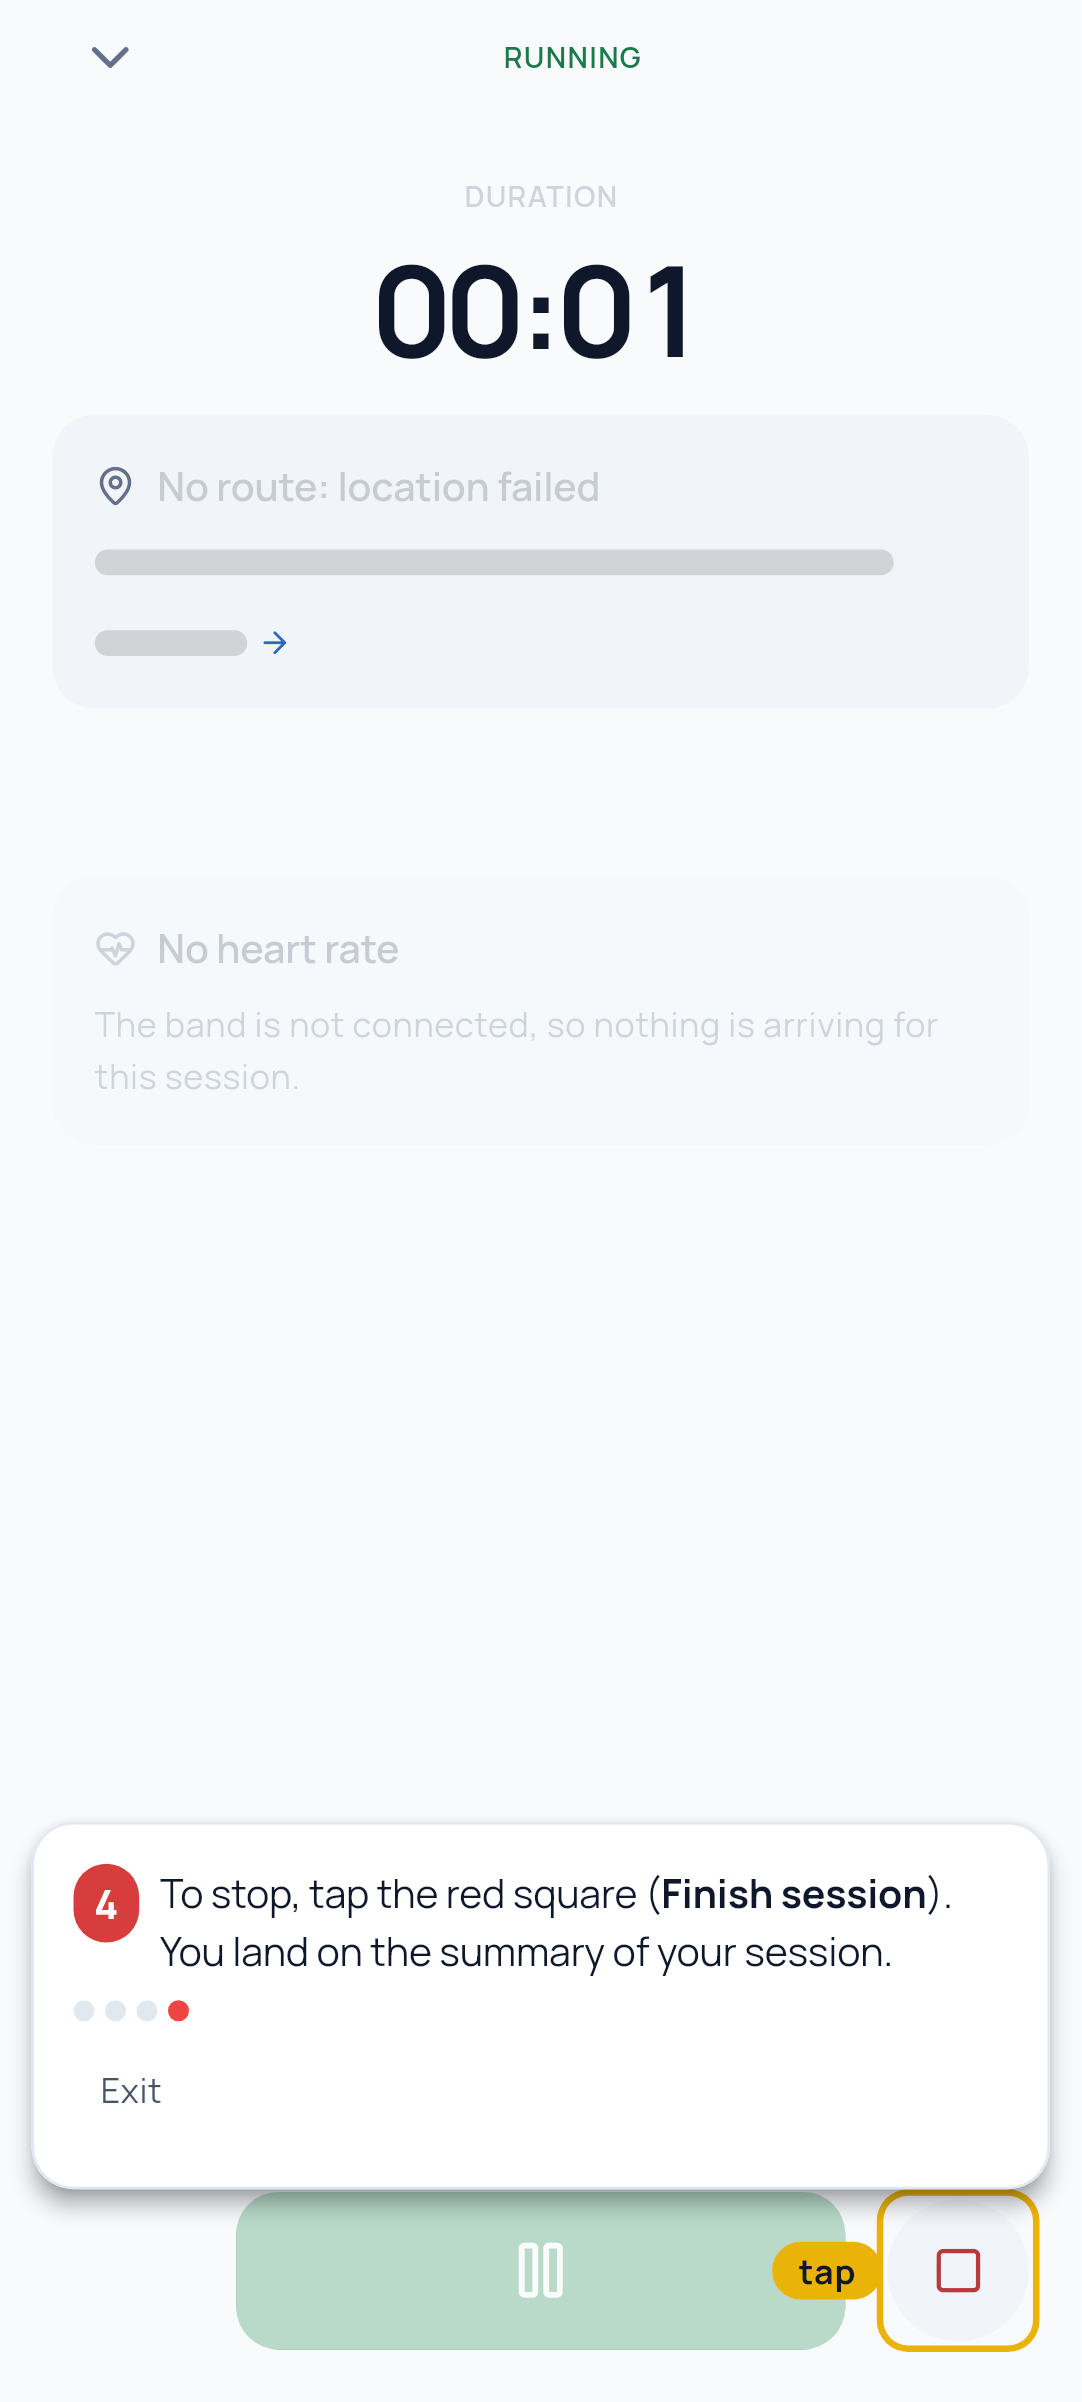 RUNNING
DURATION
00:01
No route: location failed
No heart rate
The band is not connected, so nothing is arriving for
this session.
4 To stop, tap the red square (Finish session).
You land on the summary of your session.
Exit
tap